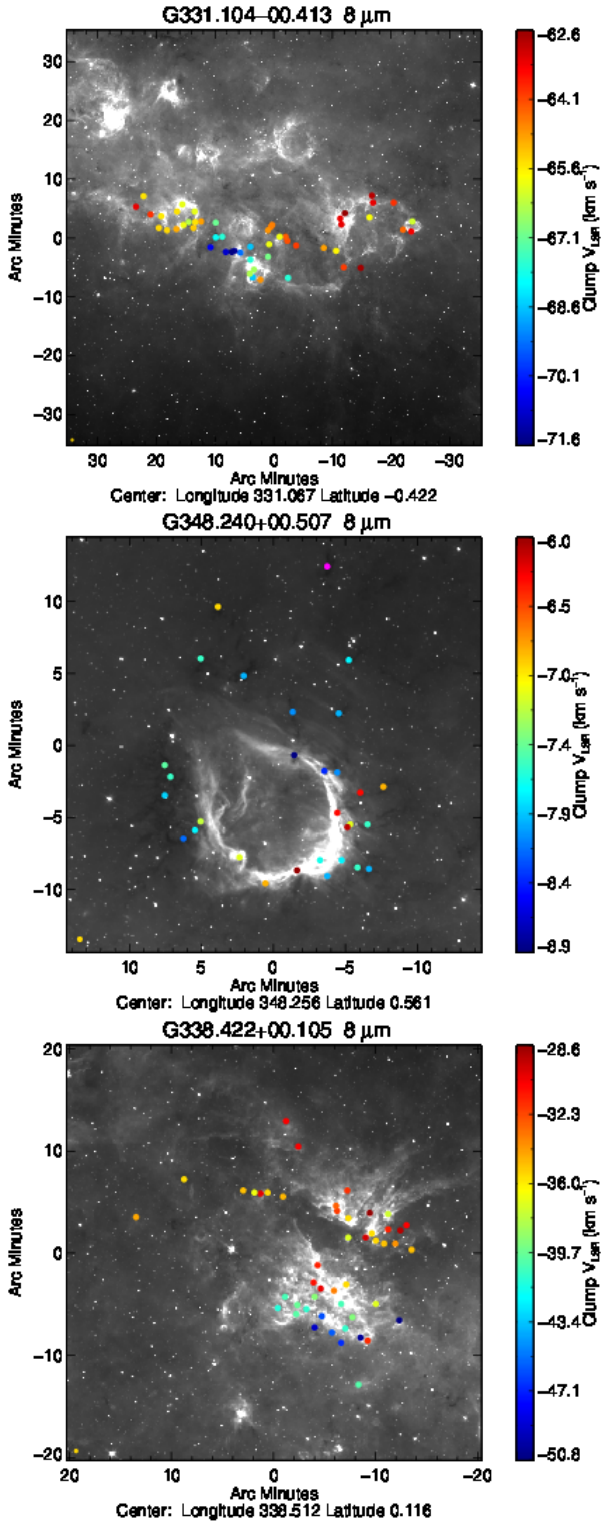 G331.104−00.413 8 μm
30
20
10
0
−10
−20
−30
Arc Minutes
30 20 10 0 −10 −20 −30
Arc Minutes
Center: Longitude 331.067 Latitude −0.422
−62.6
−64.1
−65.6
−67.1
−68.6
−70.1
−71.6
Clump V_LSR (km s⁻¹)
G348.240+00.507 8 μm
10
5
0
−5
−10
Arc Minutes
10 5 0 −5 −10
Arc Minutes
Center: Longitude 348.256 Latitude 0.561
−6.0
−6.5
−7.0
−7.4
−7.9
−8.4
−8.9
Clump V_LSR (km s⁻¹)
G338.422+00.105 8 μm
20
10
0
−10
−20
Arc Minutes
20 10 0 −10 −20
Arc Minutes
Center: Longitude 338.512 Latitude 0.116
−28.6
−32.3
−36.0
−39.7
−43.4
−47.1
−50.8
Clump V_LSR (km s⁻¹)